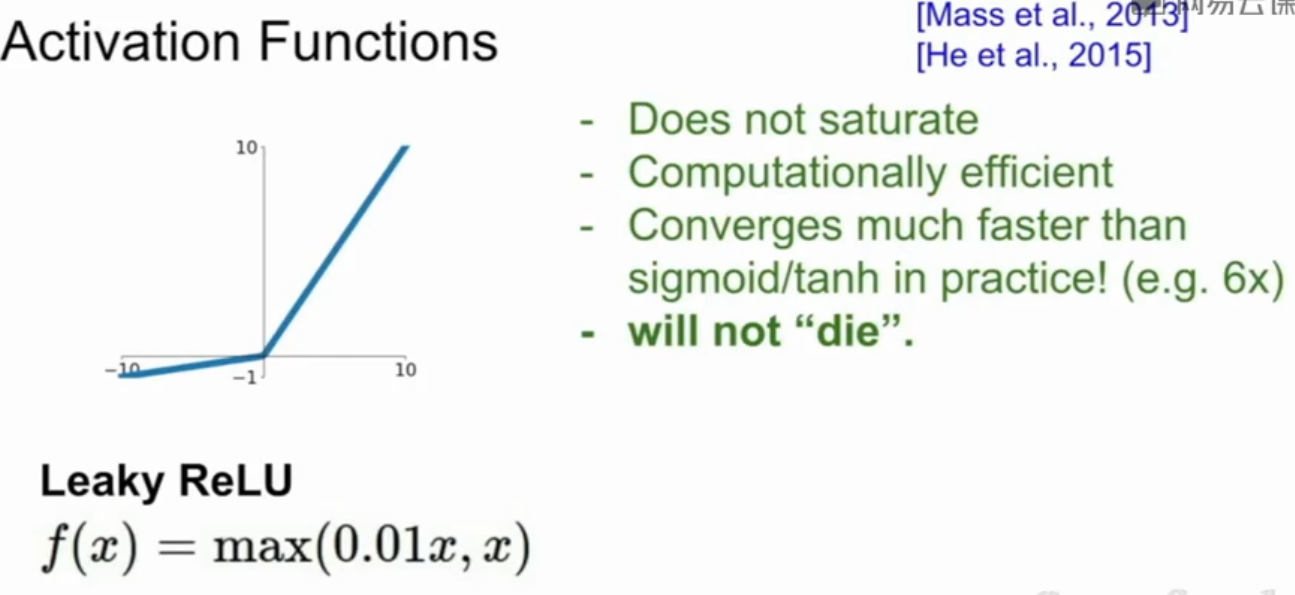 [Mass et al., 2013]
Activation Functions
[He et al., 2015]
- Does not saturate
- Computationally efficient
- Converges much faster than
sigmoid/tanh in practice! (e.g. 6x)
- will not “die”.
10
−10
−1
10
Leaky ReLU
f(x) = max(0.01x, x)